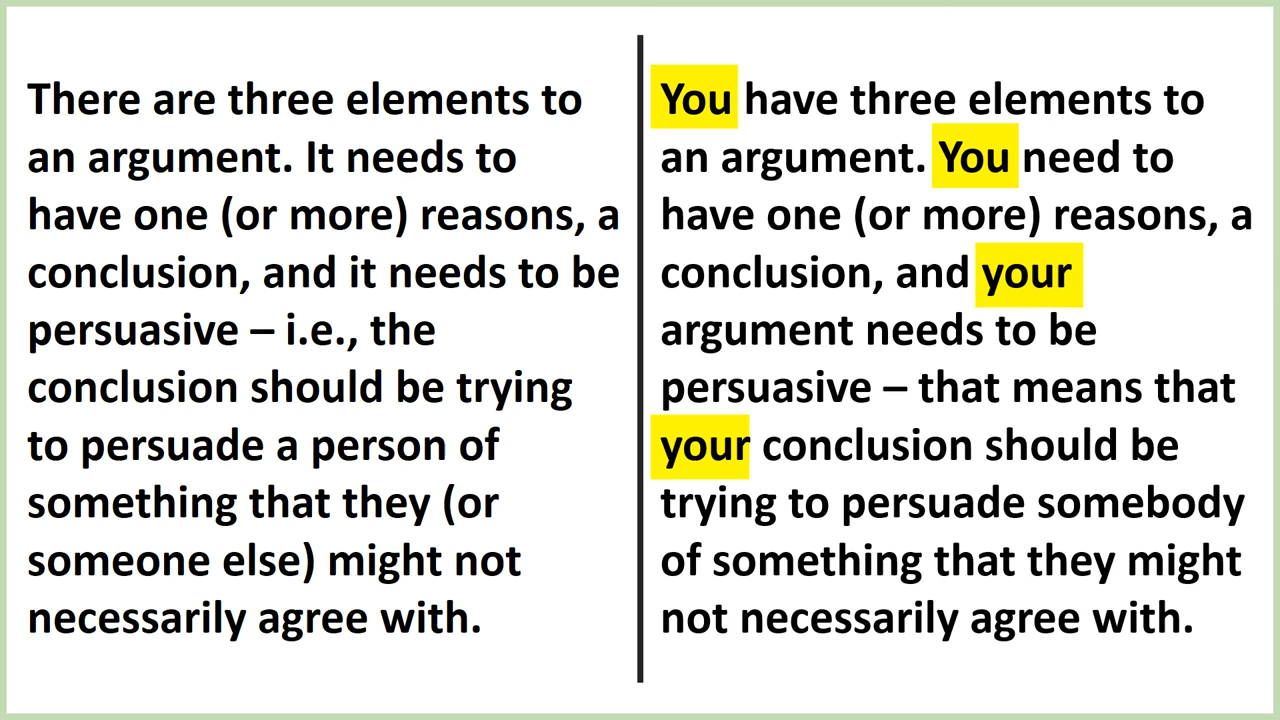 There are three elements to
an argument. It needs to
have one (or more) reasons, a
conclusion, and it needs to be
persuasive – i.e., the
conclusion should be trying
to persuade a person of
something that they (or
someone else) might not
necessarily agree with.
You have three elements to
an argument. You need to
have one (or more) reasons, a
conclusion, and your
argument needs to be
persuasive – that means that
your conclusion should be
trying to persuade somebody
of something that they might
not necessarily agree with.